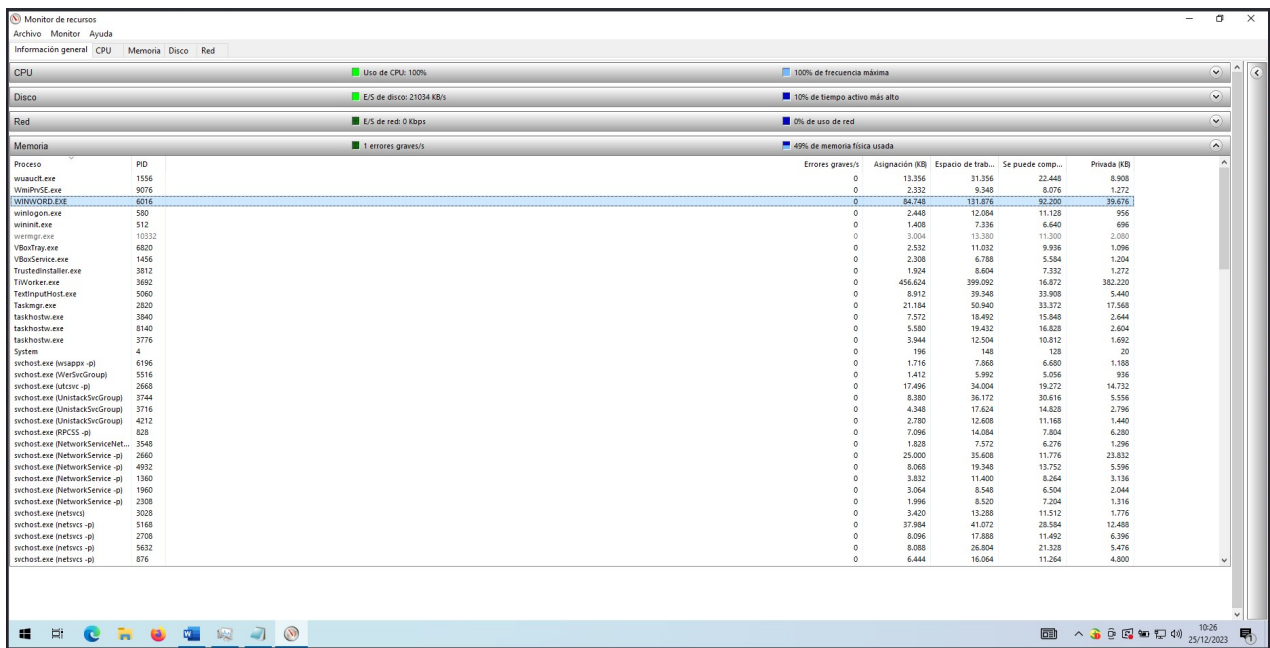 Monitor de recursos
Archivo Monitor Ayuda
Información general CPU Memoria Disco Red
CPU Uso de CPU: 100% 100% de frecuencia máxima
Disco E/S de disco: 21034 KB/s 10% de tiempo activo más alto
Red E/S de red: 0 Kbps 0% de uso de red
Memoria 1 errores graves/s 49% de memoria física usada
Proceso PID Errores graves/s Asignación (KB) Espacio de trab... Se puede comp... Privada (KB)
wuauclt.exe 1556 0 13.356 31.356 22.448 8.908
WmiPrvSE.exe 9076 0 2.332 9.348 8.076 1.272
WINWORD.EXE 6016 0 84.748 131.876 92.200 39.676
winlogon.exe 580 0 2.448 12.084 11.128 956
wininit.exe 512 0 1.408 7.336 6.640 696
wermgr.exe 10332 0 3.004 13.380 11.300 2.080
VBoxTray.exe 6820 0 2.532 11.032 9.936 1.096
VBoxService.exe 1456 0 2.308 6.788 5.584 1.204
TrustedInstaller.exe 3812 0 1.924 8.604 7.332 1.272
TiWorker.exe 3692 0 456.624 399.092 16.872 382.220
TextInputHost.exe 5060 0 8.912 39.348 33.908 5.440
Taskmgr.exe 2820 0 21.184 50.940 33.372 17.568
taskhostw.exe 3840 0 7.572 18.492 15.848 2.644
taskhostw.exe 8140 0 5.580 19.432 16.828 2.604
taskhostw.exe 3776 0 3.944 12.504 10.812 1.692
System 4 0 196 148 128 20
svchost.exe (wsappx -p) 6196 0 1.716 7.868 6.680 1.188
svchost.exe (WerSvcGroup) 5516 0 1.412 5.992 5.056 936
svchost.exe (utcsvc -p) 2668 0 17.496 34.004 19.272 14.732
svchost.exe (UnistackSvcGroup) 3744 0 8.380 36.172 30.616 5.556
svchost.exe (UnistackSvcGroup) 3716 0 4.348 17.624 14.828 2.796
svchost.exe (UnistackSvcGroup) 4212 0 2.780 12.608 11.168 1.440
svchost.exe (RPCSS -p) 828 0 7.096 14.084 7.804 6.280
svchost.exe (NetworkServiceNet... 3548 0 1.828 7.572 6.276 1.296
svchost.exe (NetworkService -p) 2660 0 25.000 35.608 11.776 23.832
svchost.exe (NetworkService -p) 4932 0 8.068 19.348 13.752 5.596
svchost.exe (NetworkService -p) 1360 0 3.832 11.400 8.264 3.136
svchost.exe (NetworkService -p) 1960 0 3.064 8.548 6.504 2.044
svchost.exe (NetworkService -p) 2308 0 1.996 8.520 7.204 1.316
svchost.exe (netsvcs) 3028 0 3.420 13.288 11.512 1.776
svchost.exe (netsvcs -p) 5168 0 37.984 41.072 28.584 12.488
svchost.exe (netsvcs -p) 2708 0 8.096 17.888 11.492 6.396
svchost.exe (netsvcs -p) 5632 0 8.088 26.804 21.328 5.476
svchost.exe (netsvcs -p) 876 0 6.444 16.064 11.264 4.800
10:26
25/12/2023